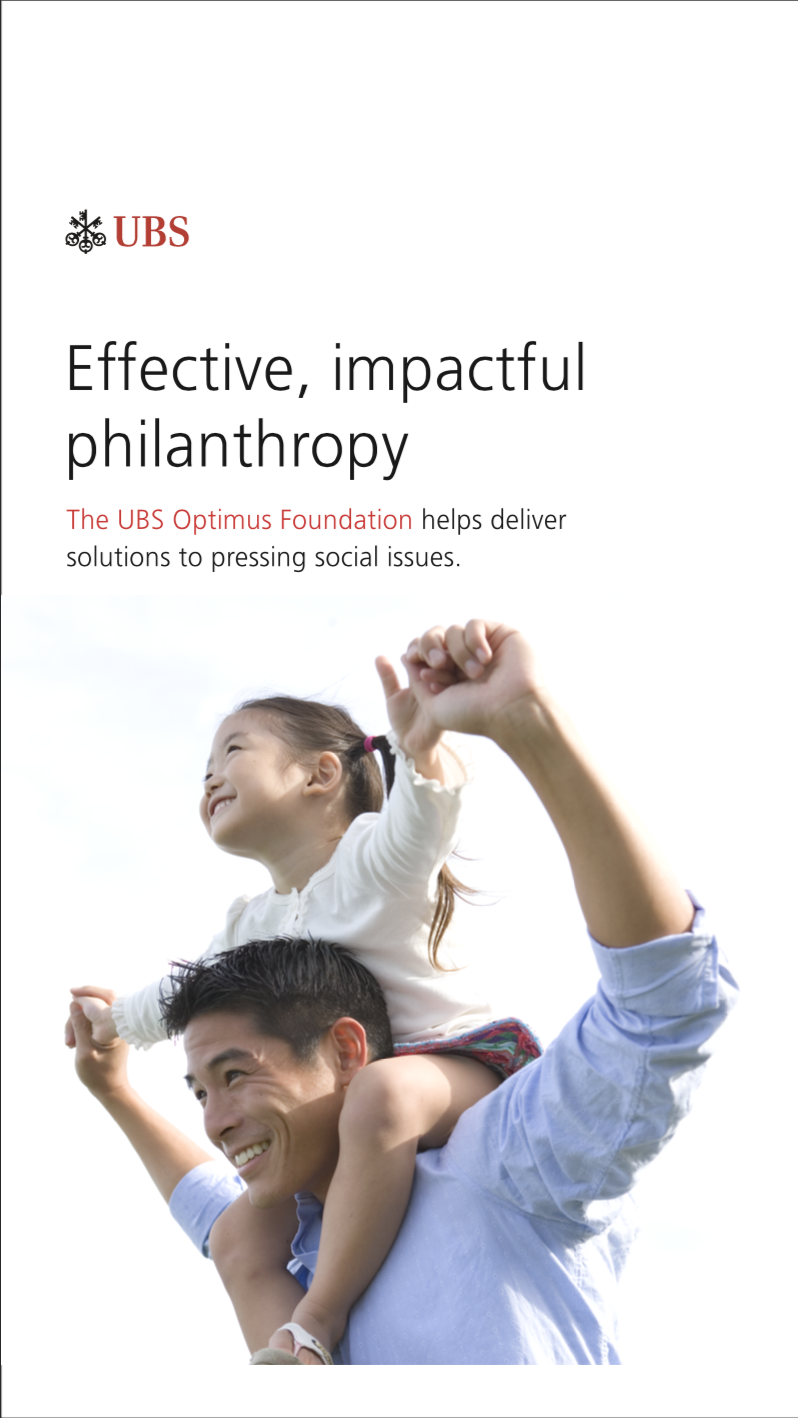 UBS
Effective, impactful
philanthropy
The UBS Optimus Foundation helps deliver
solutions to pressing social issues.